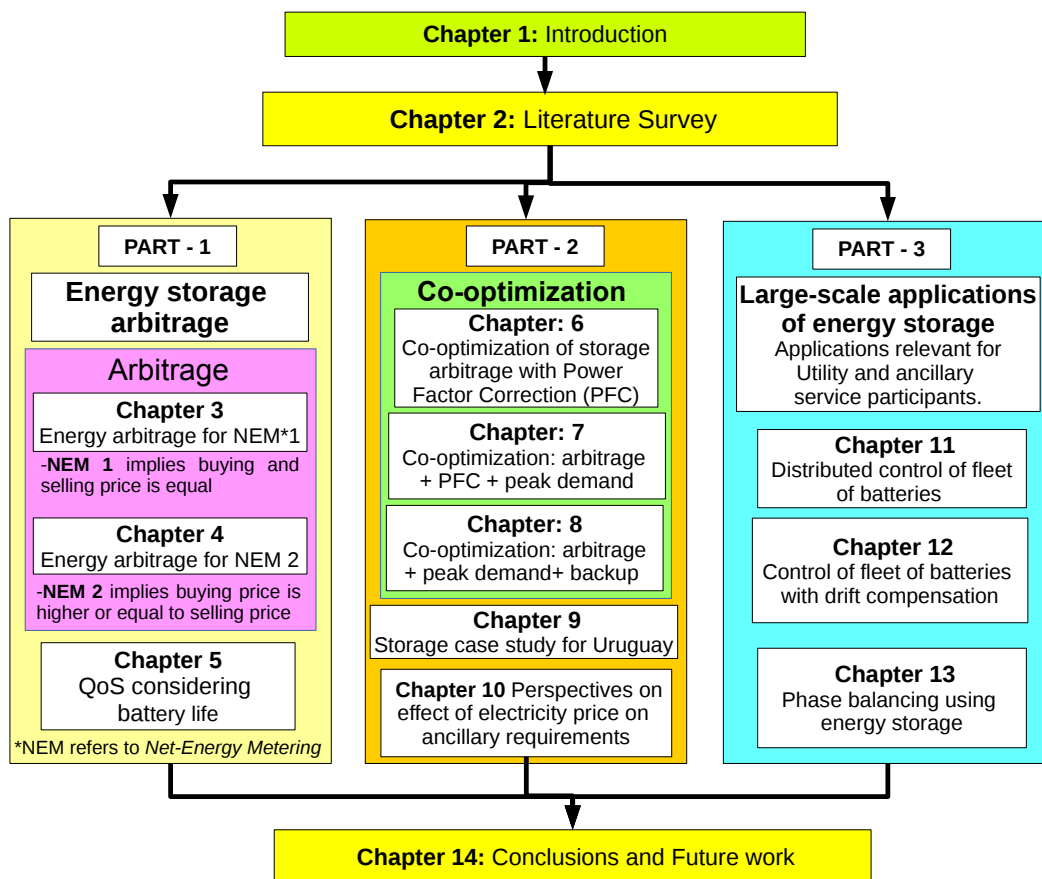 Chapter 1: Introduction
Chapter 2: Literature Survey
PART - 1
Energy storage
arbitrage
Arbitrage
Chapter 3
Energy arbitrage for NEM*1
-NEM 1 implies buying and
selling price is equal
Chapter 4
Energy arbitrage for NEM 2
-NEM 2 implies buying price is
higher or equal to selling price
Chapter 5
QoS considering
battery life
*NEM refers to Net-Energy Metering
PART - 2
Co-optimization
Chapter: 6
Co-optimization of storage
arbitrage with Power
Factor Correction (PFC)
Chapter: 7
Co-optimization: arbitrage
+ PFC + peak demand
Chapter: 8
Co-optimization: arbitrage
+ peak demand+ backup
Chapter 9
Storage case study for Uruguay
Chapter 10 Perspectives on
effect of electricity price on
ancillary requirements
PART - 3
Large-scale applications
of energy storage
Applications relevant for
Utility and ancillary
service participants.
Chapter 11
Distributed control of fleet
of batteries
Chapter 12
Control of fleet of batteries
with drift compensation
Chapter 13
Phase balancing using
energy storage
Chapter 14: Conclusions and Future work